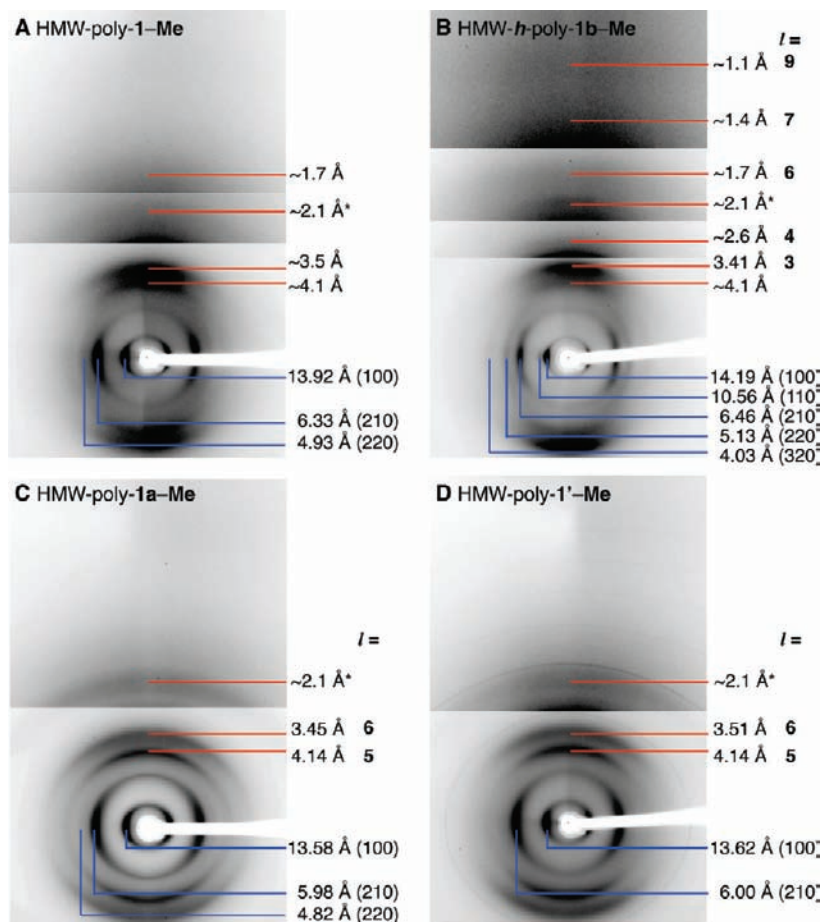 A HMW-poly-1–Me
~1.7 Å
~2.1 Å*
~3.5 Å
~4.1 Å
13.92 Å (100)
6.33 Å (210)
4.93 Å (220)
B HMW-h-poly-1b–Me
l =
~1.1 Å 9
~1.4 Å 7
~1.7 Å 6
~2.1 Å*
~2.6 Å 4
3.41 Å 3
~4.1 Å
14.19 Å (100)
10.56 Å (110)
6.46 Å (210)
5.13 Å (220)
4.03 Å (320)
C HMW-poly-1a–Me
l =
~2.1 Å*
3.45 Å 6
4.14 Å 5
13.58 Å (100)
5.98 Å (210)
4.82 Å (220)
D HMW-poly-1'–Me
l =
~2.1 Å*
3.51 Å 6
4.14 Å 5
13.62 Å (100)
6.00 Å (210)